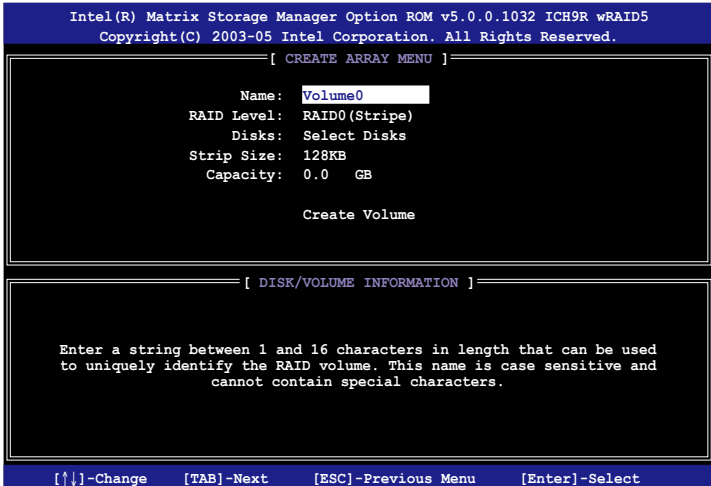 Intel(R) Matrix Storage Manager Option ROM v5.0.0.1032 ICH9R wRAID5
Copyright(C) 2003-05 Intel Corporation. All Rights Reserved.
[ CREATE ARRAY MENU ]
Name: Volume0
RAID Level: RAID0(Stripe)
Disks: Select Disks
Strip Size: 128KB
Capacity: 0.0 GB
Create Volume
[ DISK/VOLUME INFORMATION ]
Enter a string between 1 and 16 characters in length that can be used
to uniquely identify the RAID volume. This name is case sensitive and
cannot contain special characters.
[↑↓]-Change [TAB]-Next [ESC]-Previous Menu [Enter]-Select